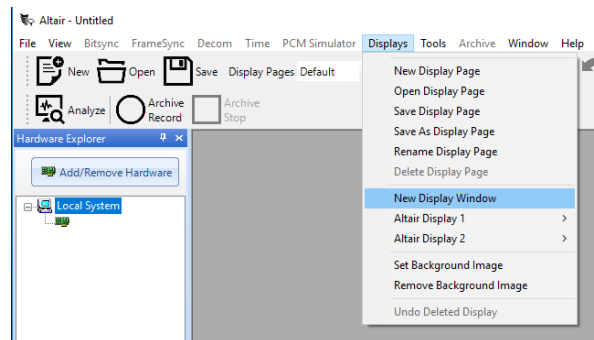 Altair - Untitled
File View Bitsync FrameSync Decom Time PCM Simulator Displays Tools Archive Window Help
New Open Save Display Pages Default
Analyze Archive Record Archive Stop
Hardware Explorer
Add/Remove Hardware
Local System
New Display Page
Open Display Page
Save Display Page
Save As Display Page
Rename Display Page
Delete Display Page
New Display Window
Altair Display 1
Altair Display 2
Set Background Image
Remove Background Image
Undo Deleted Display